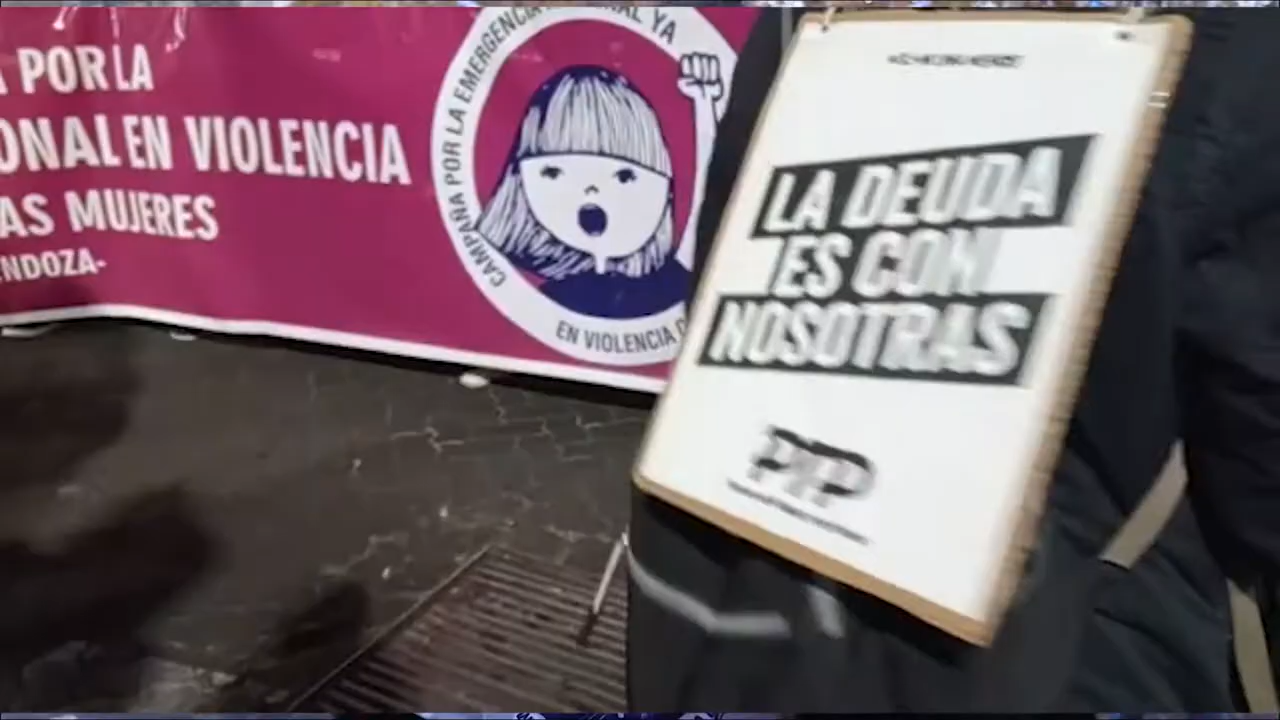 A POR LA
ONAL EN VIOLENCIA
AS MUJERES
NDOZA-
CAMPAÑA POR LA EMERGENCIA NACIONAL YA
EN VIOLENCIA
LA DEUDA
ES CON
NOSOTRAS